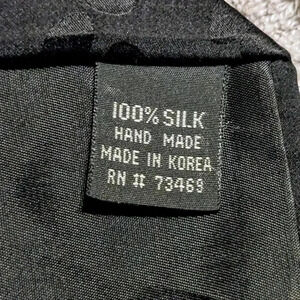 100% SILK
HAND MADE
MADE IN KOREA
RN # 73469